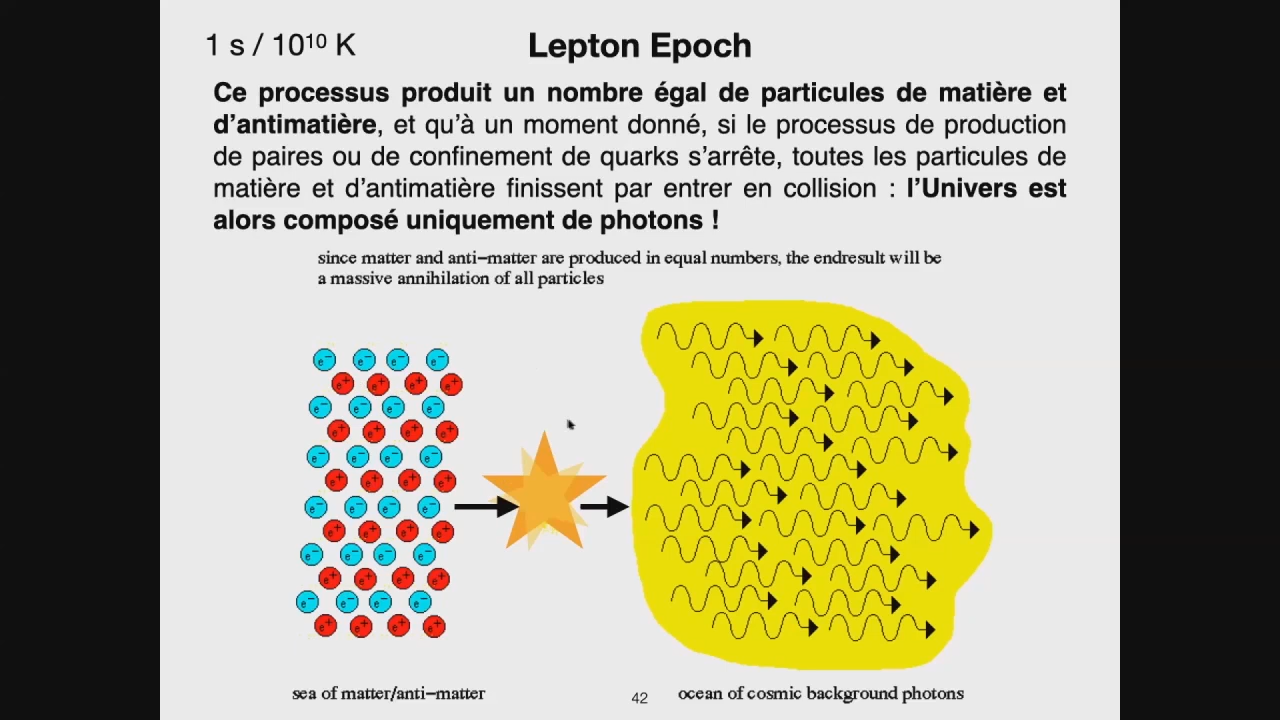 1 s / 10¹⁰ K
Lepton Epoch
Ce processus produit un nombre égal de particules de matière et
d’antimatière, et qu’à un moment donné, si le processus de production
de paires ou de confinement de quarks s’arrête, toutes les particules de
matière et d’antimatière finissent par entrer en collision : l’Univers est
alors composé uniquement de photons !
since matter and anti−matter are produced in equal numbers, the endresult will be
a massive annihilation of all particles
e⁻ e⁻ e⁻ e⁻
e⁺ e⁺ e⁺ e⁺
e⁻ e⁻ e⁻ e⁻
e⁺ e⁺ e⁺ e⁺
e⁻ e⁻ e⁻ e⁻
e⁺ e⁺ e⁺ e⁺
e⁻ e⁻ e⁻ e⁻
e⁺ e⁺ e⁺ e⁺
e⁻ e⁻ e⁻ e⁻
e⁺ e⁺ e⁺ e⁺
e⁻ e⁻ e⁻ e⁻
e⁺ e⁺ e⁺ e⁺
sea of matter/anti−matter
42
ocean of cosmic background photons